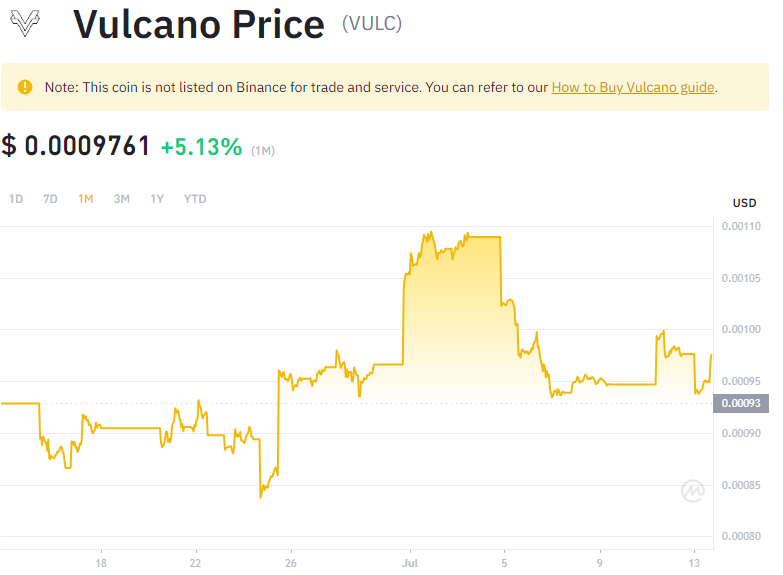 Vulcano Price (VULC)
Note: This coin is not listed on Binance for trade and service. You can refer to our How to Buy Vulcano guide.
$ 0.0009761 +5.13% (1M)
1D 7D 1M 3M 1Y YTD
USD
0.00110
0.00105
0.00100
0.00095
0.00093
0.00090
0.00085
0.00080
18 22 26 Jul 5 9 13